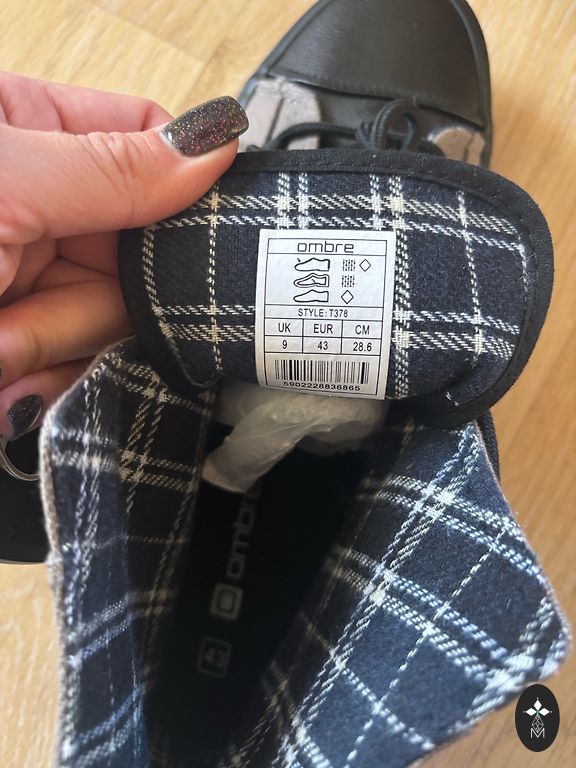 ombre
STYLE: T378
UK EUR CM
9 43 28.6
5902228836865
ombre
43
M